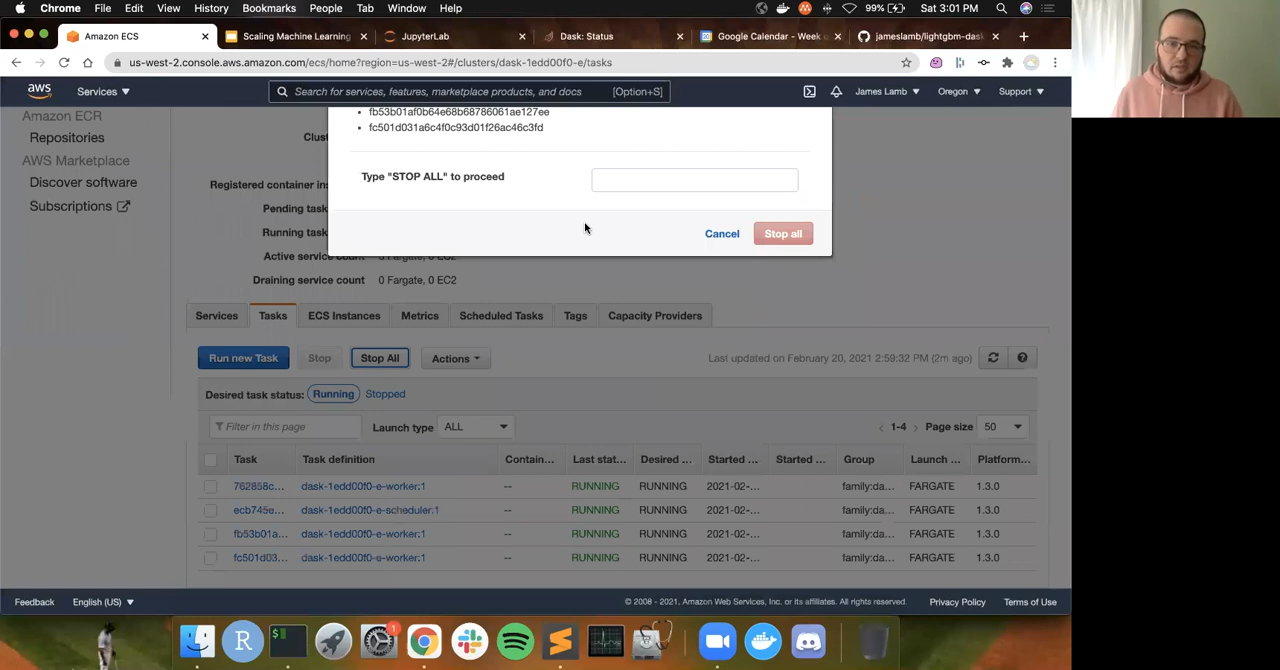 Chrome File Edit View History Bookmarks People Tab Window Help 99% Sat 3:01 PM
Amazon ECS Scaling Machine Learning JupyterLab Dask: Status Google Calendar - Week jameslamb/lightgbm-dask
us-west-2.console.aws.amazon.com/ecs/home?region=us-west-2#/clusters/dask-1edd00f0-e/tasks
aws Services Search for services, features, marketplace products, and docs [Option+S] James Lamb Oregon Support
Amazon ECR
Repositories
AWS Marketplace
Discover software
Subscriptions
fb53b01af0b64e68b68786061ae127ee
fc501d031a6c4f0c93d01f26ac46c3fd
Type "STOP ALL" to proceed
Cancel Stop all
Clus
Registered container ins
Pending task
Running task
Active service count 0 Fargate, 0 EC2
Draining service count 0 Fargate, 0 EC2
Services Tasks ECS Instances Metrics Scheduled Tasks Tags Capacity Providers
Run new Task Stop Stop All Actions Last updated on February 20, 2021 2:59:32 PM (2m ago)
Desired task status: Running Stopped
Filter in this page Launch type ALL 1-4 Page size 50
Task Task definition Contain... Last stat... Desired ... Started ... Started ... Group Launch ... Platform...
762858c... dask-1edd00f0-e-worker:1 -- RUNNING RUNNING 2021-02-... family:da... FARGATE 1.3.0
ecb745e... dask-1edd00f0-e-scheduler:1 -- RUNNING RUNNING 2021-02-... family:da... FARGATE 1.3.0
fb53b01a... dask-1edd00f0-e-worker:1 -- RUNNING RUNNING 2021-02-... family:da... FARGATE 1.3.0
fc501d03... dask-1edd00f0-e-worker:1 -- RUNNING RUNNING 2021-02-... family:da... FARGATE 1.3.0
Feedback English (US) © 2008 - 2021, Amazon Web Services, Inc. or its affiliates. All rights reserved. Privacy Policy Terms of Use
R $ 1